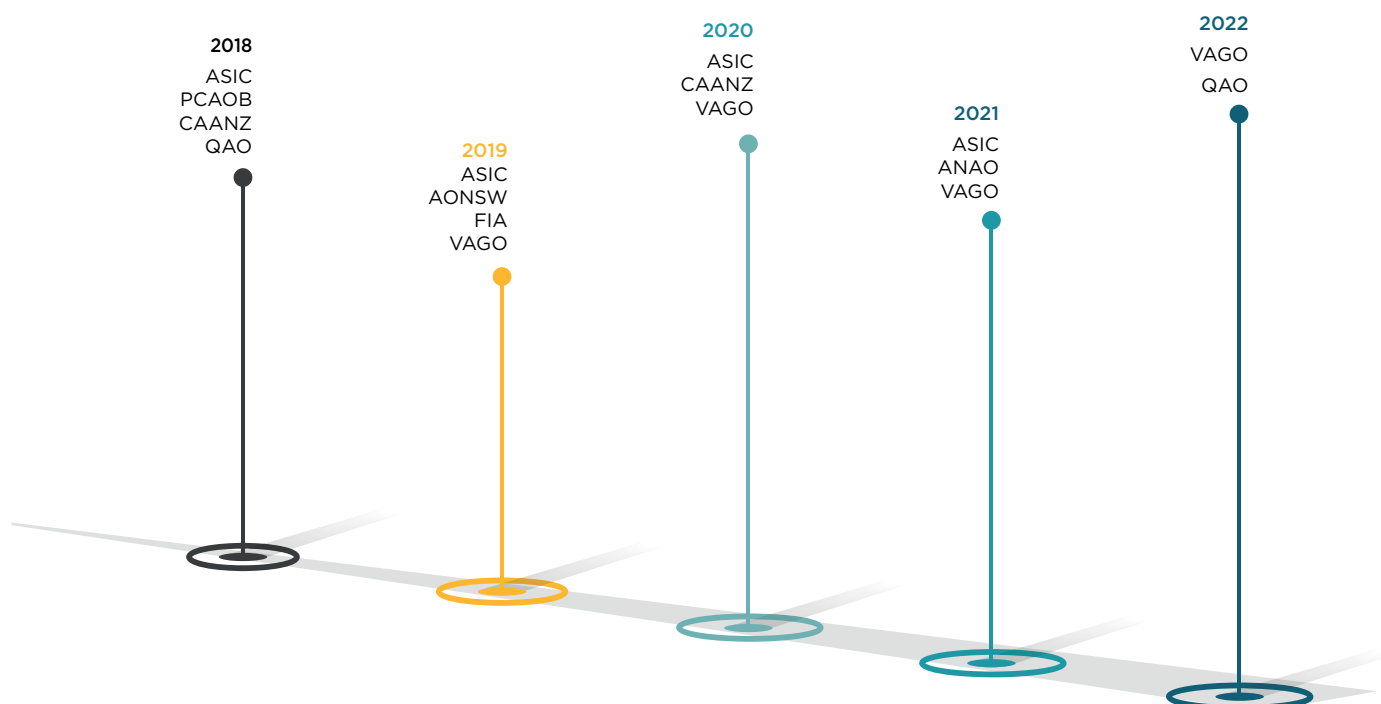 2018
ASIC
PCAOB
CAANZ
QAO
2019
ASIC
AONSW
FIA
VAGO
2020
ASIC
CAANZ
VAGO
2021
ASIC
ANAO
VAGO
2022
VAGO
QAO